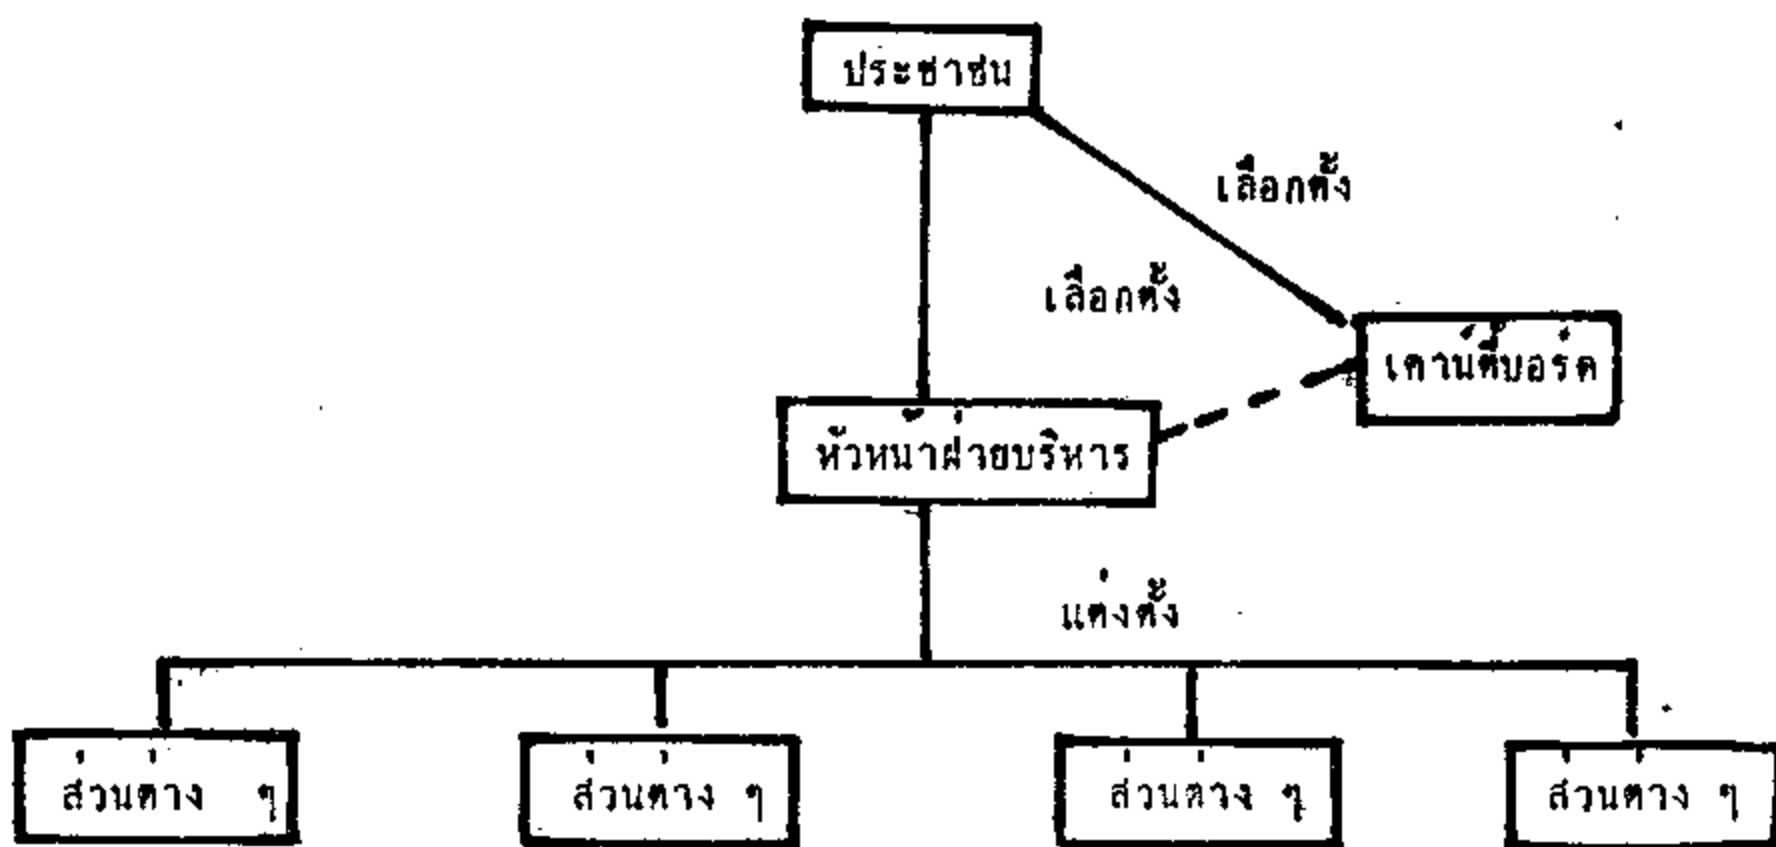 ประชาชน
เลือกตั้ง
เลือกตั้ง
เคาน์ตี้บอร์ด
หัวหน้าฝ่ายบริหาร
แต่งตั้ง
ส่วนต่าง ๆ
ส่วนต่าง ๆ
ส่วนต่าง ๆ
ส่วนต่าง ๆ